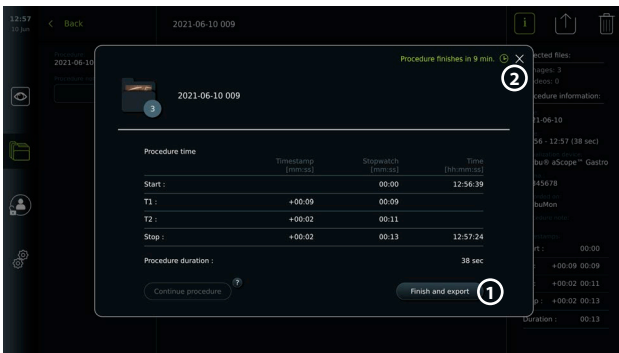 12:57
10 Jun
Back
2021-06-10 009
i
Procedure
2021-06-10
Procedure finishes in 9 min.
2
3
2021-06-10 009
Procedure time
Timestamp
[mm:ss]
Stopwatch
[mm:ss]
Time
[hh:mm:ss]
Start :
00:00
12:56:39
T1 :
+00:09
00:09
T2 :
+00:02
00:11
Stop :
+00:02
00:13
12:57:24
Procedure duration :
38 sec
Continue procedure
?
Finish and export
1
ected files:
nages: 3
deos: 0
cedure information:
21-06-10
56 - 12:57 (38 sec)
bu® aScope™ Gastro
345678
buMon
rt :
00:00
+00:09 00:09
+00:02 00:11
p :
+00:02 00:13
Duration :
00:13